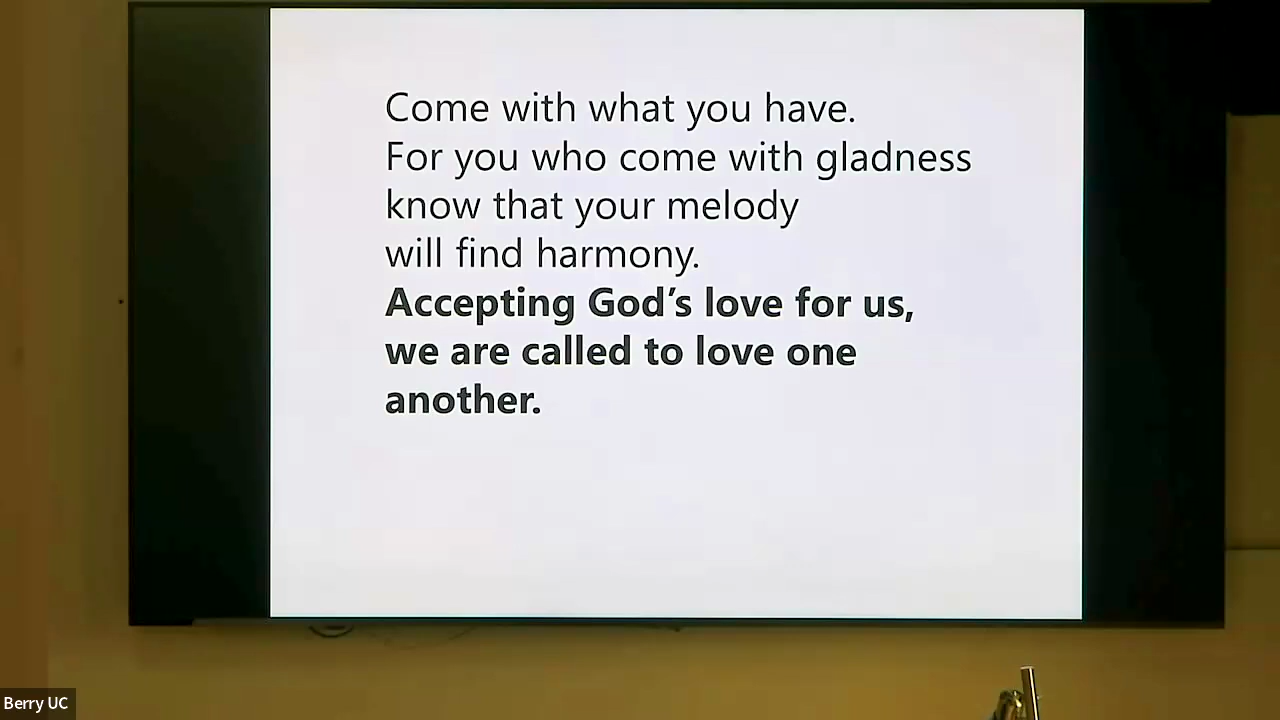 Come with what you have.
For you who come with gladness
know that your melody
will find harmony.
Accepting God's love for us,
we are called to love one
another.
Berry UC